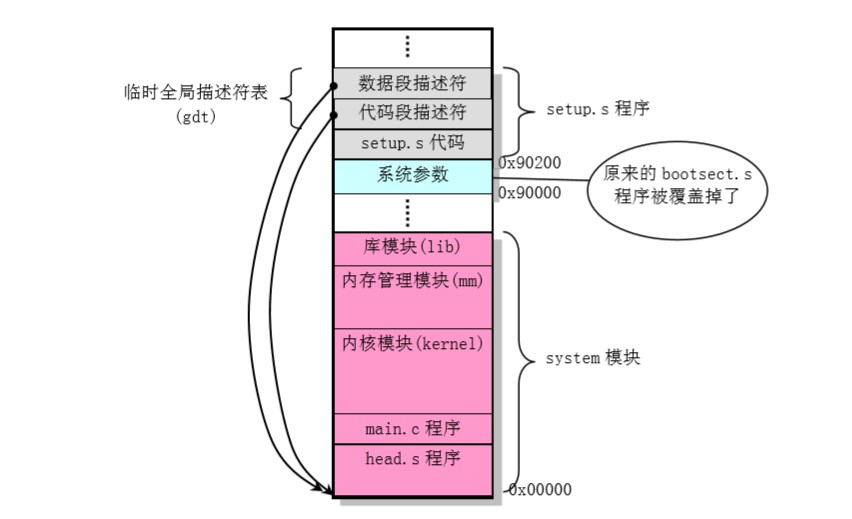 临时全局描述符表
(gdt)
数据段描述符
代码段描述符
setup.s 代码
setup.s 程序
0x90200
系统参数
0x90000
原来的 bootsect.s
程序被覆盖掉了
库模块(lib)
内存管理模块(mm)
内核模块(kernel)
system 模块
main.c 程序
head.s 程序
0x00000